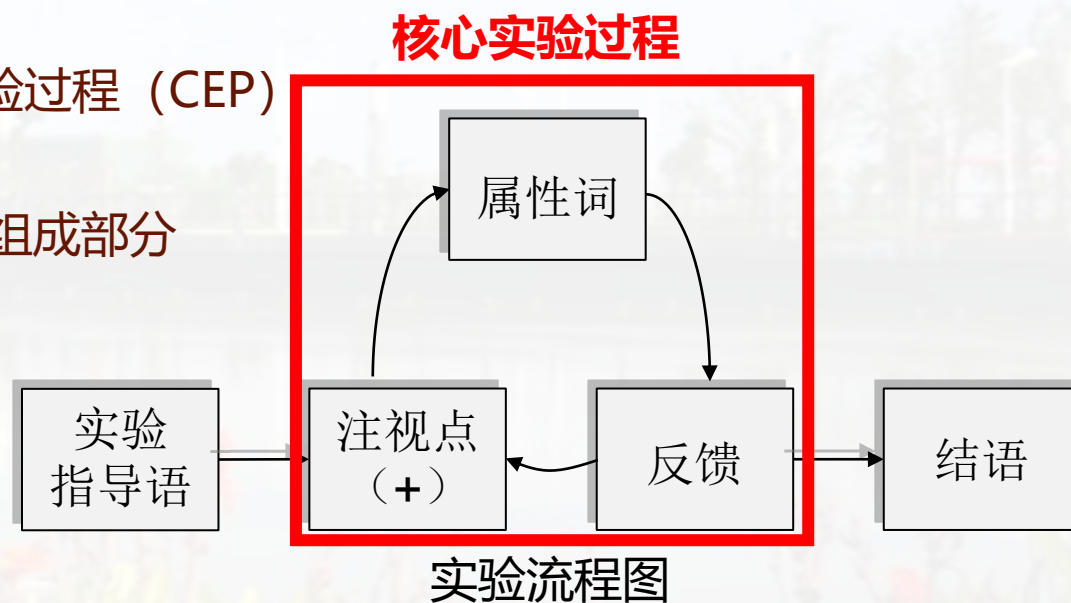 核心实验过程
验过程（CEP）
属性词
组成部分
实验
指导语
注视点
（+）
反馈
结语
实验流程图